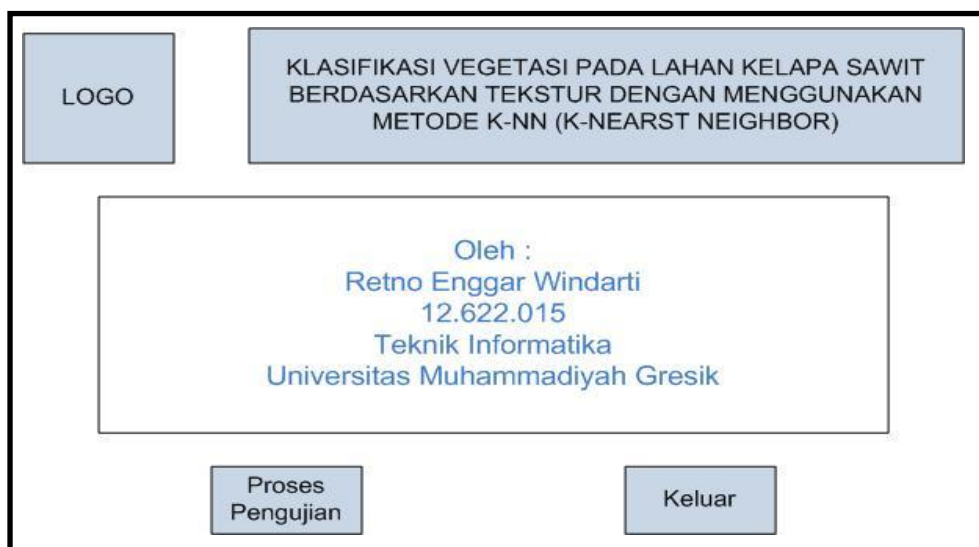 LOGO
KLASIFIKASI VEGETASI PADA LAHAN KELAPA SAWIT
BERDASARKAN TEKSTUR DENGAN MENGGUNAKAN
METODE K-NN (K-NEARST NEIGHBOR)
Oleh :
Retno Enggar Windarti
12.622.015
Teknik Informatika
Universitas Muhammadiyah Gresik
Proses
Pengujian
Keluar